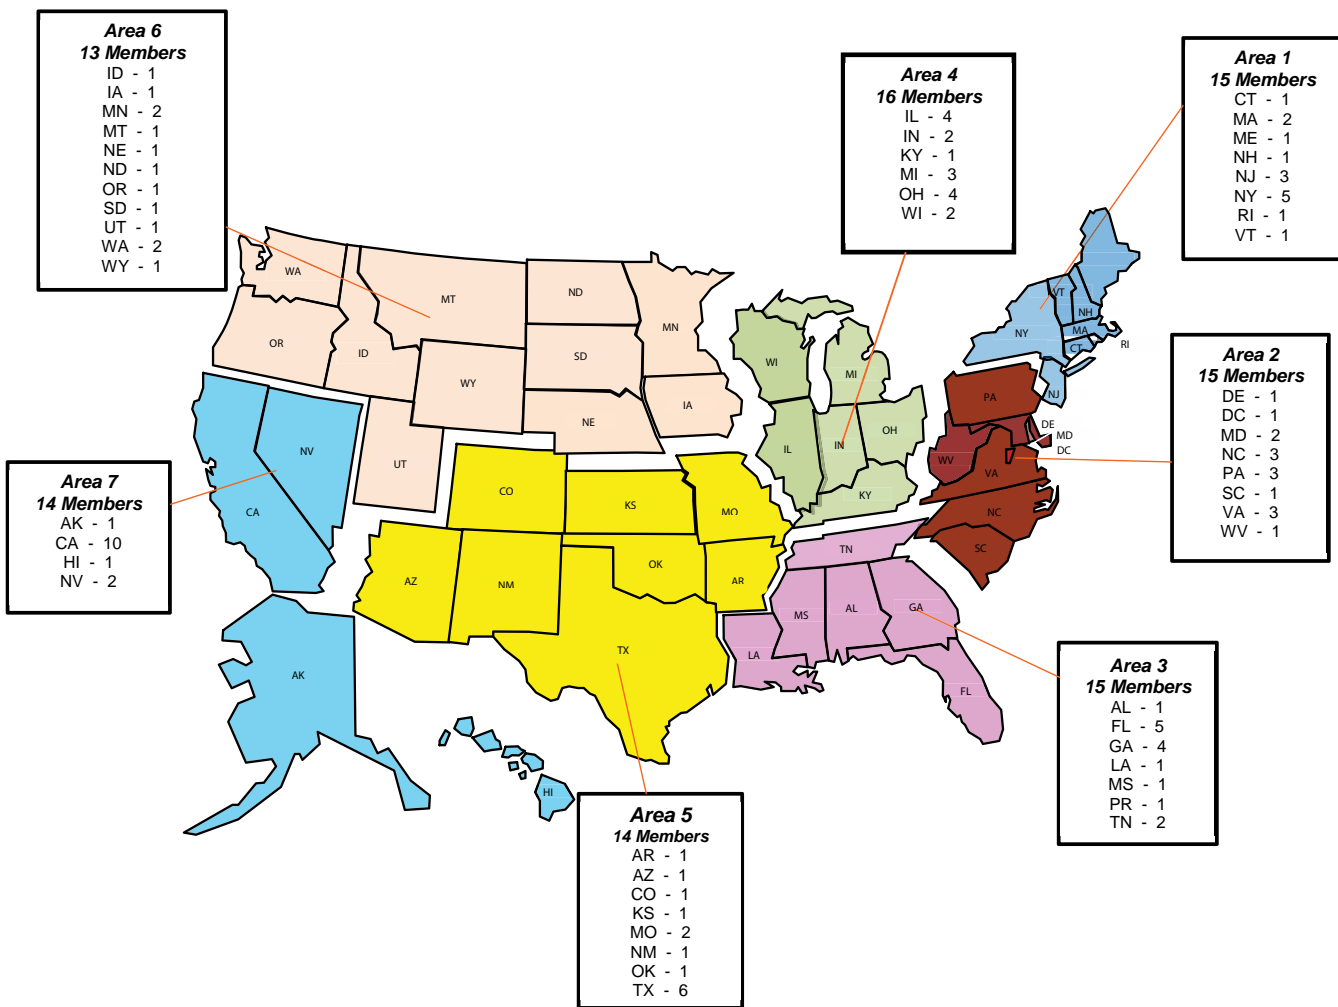 Area 6
13 Members
ID - 1
IA - 1
MN - 2
MT - 1
NE - 1
ND - 1
OR - 1
SD - 1
UT - 1
WA - 2
WY - 1
Area 4
16 Members
IL - 4
IN - 2
KY - 1
MI - 3
OH - 4
WI - 2
Area 1
15 Members
CT - 1
MA - 2
ME - 1
NH - 1
NJ - 3
NY - 5
RI - 1
VT - 1
Area 2
15 Members
DE - 1
DC - 1
MD - 2
NC - 3
PA - 3
SC - 1
VA - 3
WV - 1
Area 7
14 Members
AK - 1
CA - 10
HI - 1
NV - 2
Area 3
15 Members
AL - 1
FL - 5
GA - 4
LA - 1
MS - 1
PR - 1
TN - 2
Area 5
14 Members
AR - 1
AZ - 1
CO - 1
KS - 1
MO - 2
NM - 1
OK - 1
TX - 6
WA
MT
ND
MN
OR
ID
WY
SD
NE
IA
UT
NV
CA
AK
HI
CO
KS
MO
AZ
NM
OK
AR
TX
WI
MI
IL
IN
OH
KY
TN
MS
AL
GA
LA
FL
VT
NH
NY
MA
CT
RI
NJ
PA
DE
MD
DC
WV
VA
NC
SC